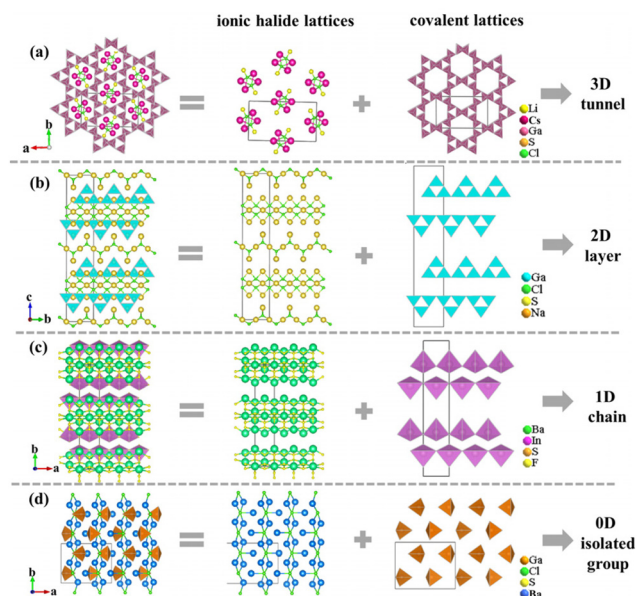 ionic halide lattices
covalent lattices
(a)
b
a
=
+
Li
Cs
Ga
S
Cl
3D
tunnel
(b)
c
b
=
+
Ga
Cl
S
Na
2D
layer
(c)
b
a
=
+
Ba
In
S
F
1D
chain
(d)
b
a
=
+
Ga
Cl
S
Ba
0D
isolated
group